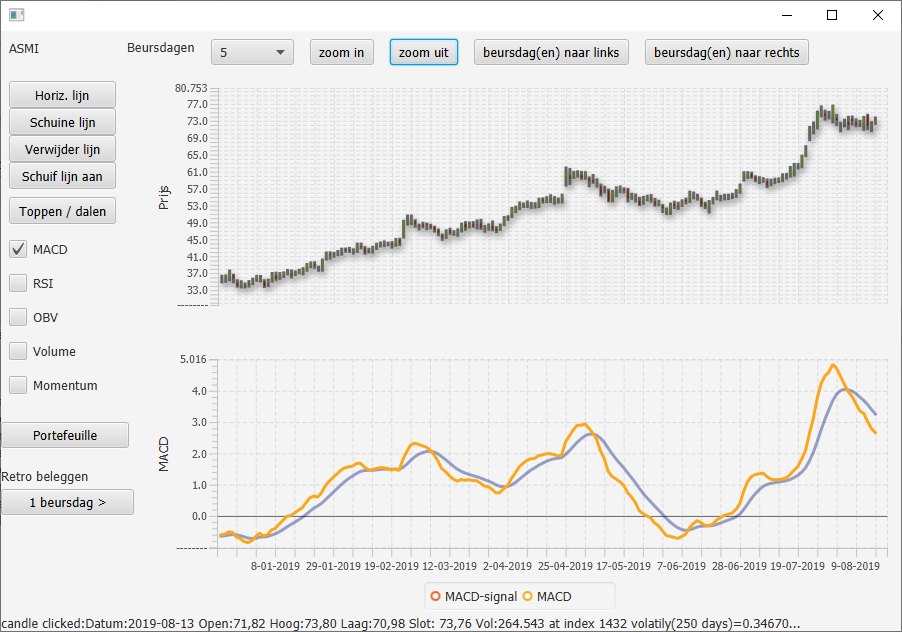 ASMI Beursdagen 5 zoom in zoom uit beursdag(en) naar links beursdag(en) naar rechts
Horiz. lijn
Schuine lijn
Verwijder lijn
Schuif lijn aan
Toppen / dalen
MACD
RSI
OBV
Volume
Momentum
Portefeuille
Retro beleggen
1 beursdag >
Prijs
80.753
77.0
73.0
69.0
65.0
61.0
57.0
53.0
49.0
45.0
41.0
37.0
33.0
MACD
5.016
4.0
3.0
2.0
1.0
0.0
8-01-2019 29-01-2019 19-02-2019 12-03-2019 2-04-2019 25-04-2019 17-05-2019 7-06-2019 28-06-2019 19-07-2019 9-08-2019
MACD-signal MACD
candle clicked:Datum:2019-08-13 Open:71,82 Hoog:73,80 Laag:70,98 Slot: 73,76 Vol:264.543 at index 1432 volatily(250 days)=0.34670...